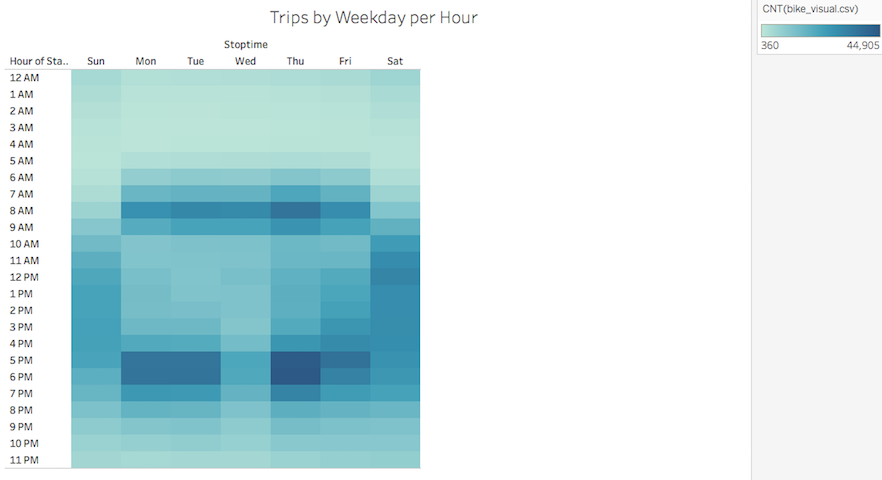 Trips by Weekday per Hour
CNT(bike_visual.csv)
360 44,905
Stoptime
Hour of Sta.. Sun Mon Tue Wed Thu Fri Sat
12 AM
1 AM
2 AM
3 AM
4 AM
5 AM
6 AM
7 AM
8 AM
9 AM
10 AM
11 AM
12 PM
1 PM
2 PM
3 PM
4 PM
5 PM
6 PM
7 PM
8 PM
9 PM
10 PM
11 PM